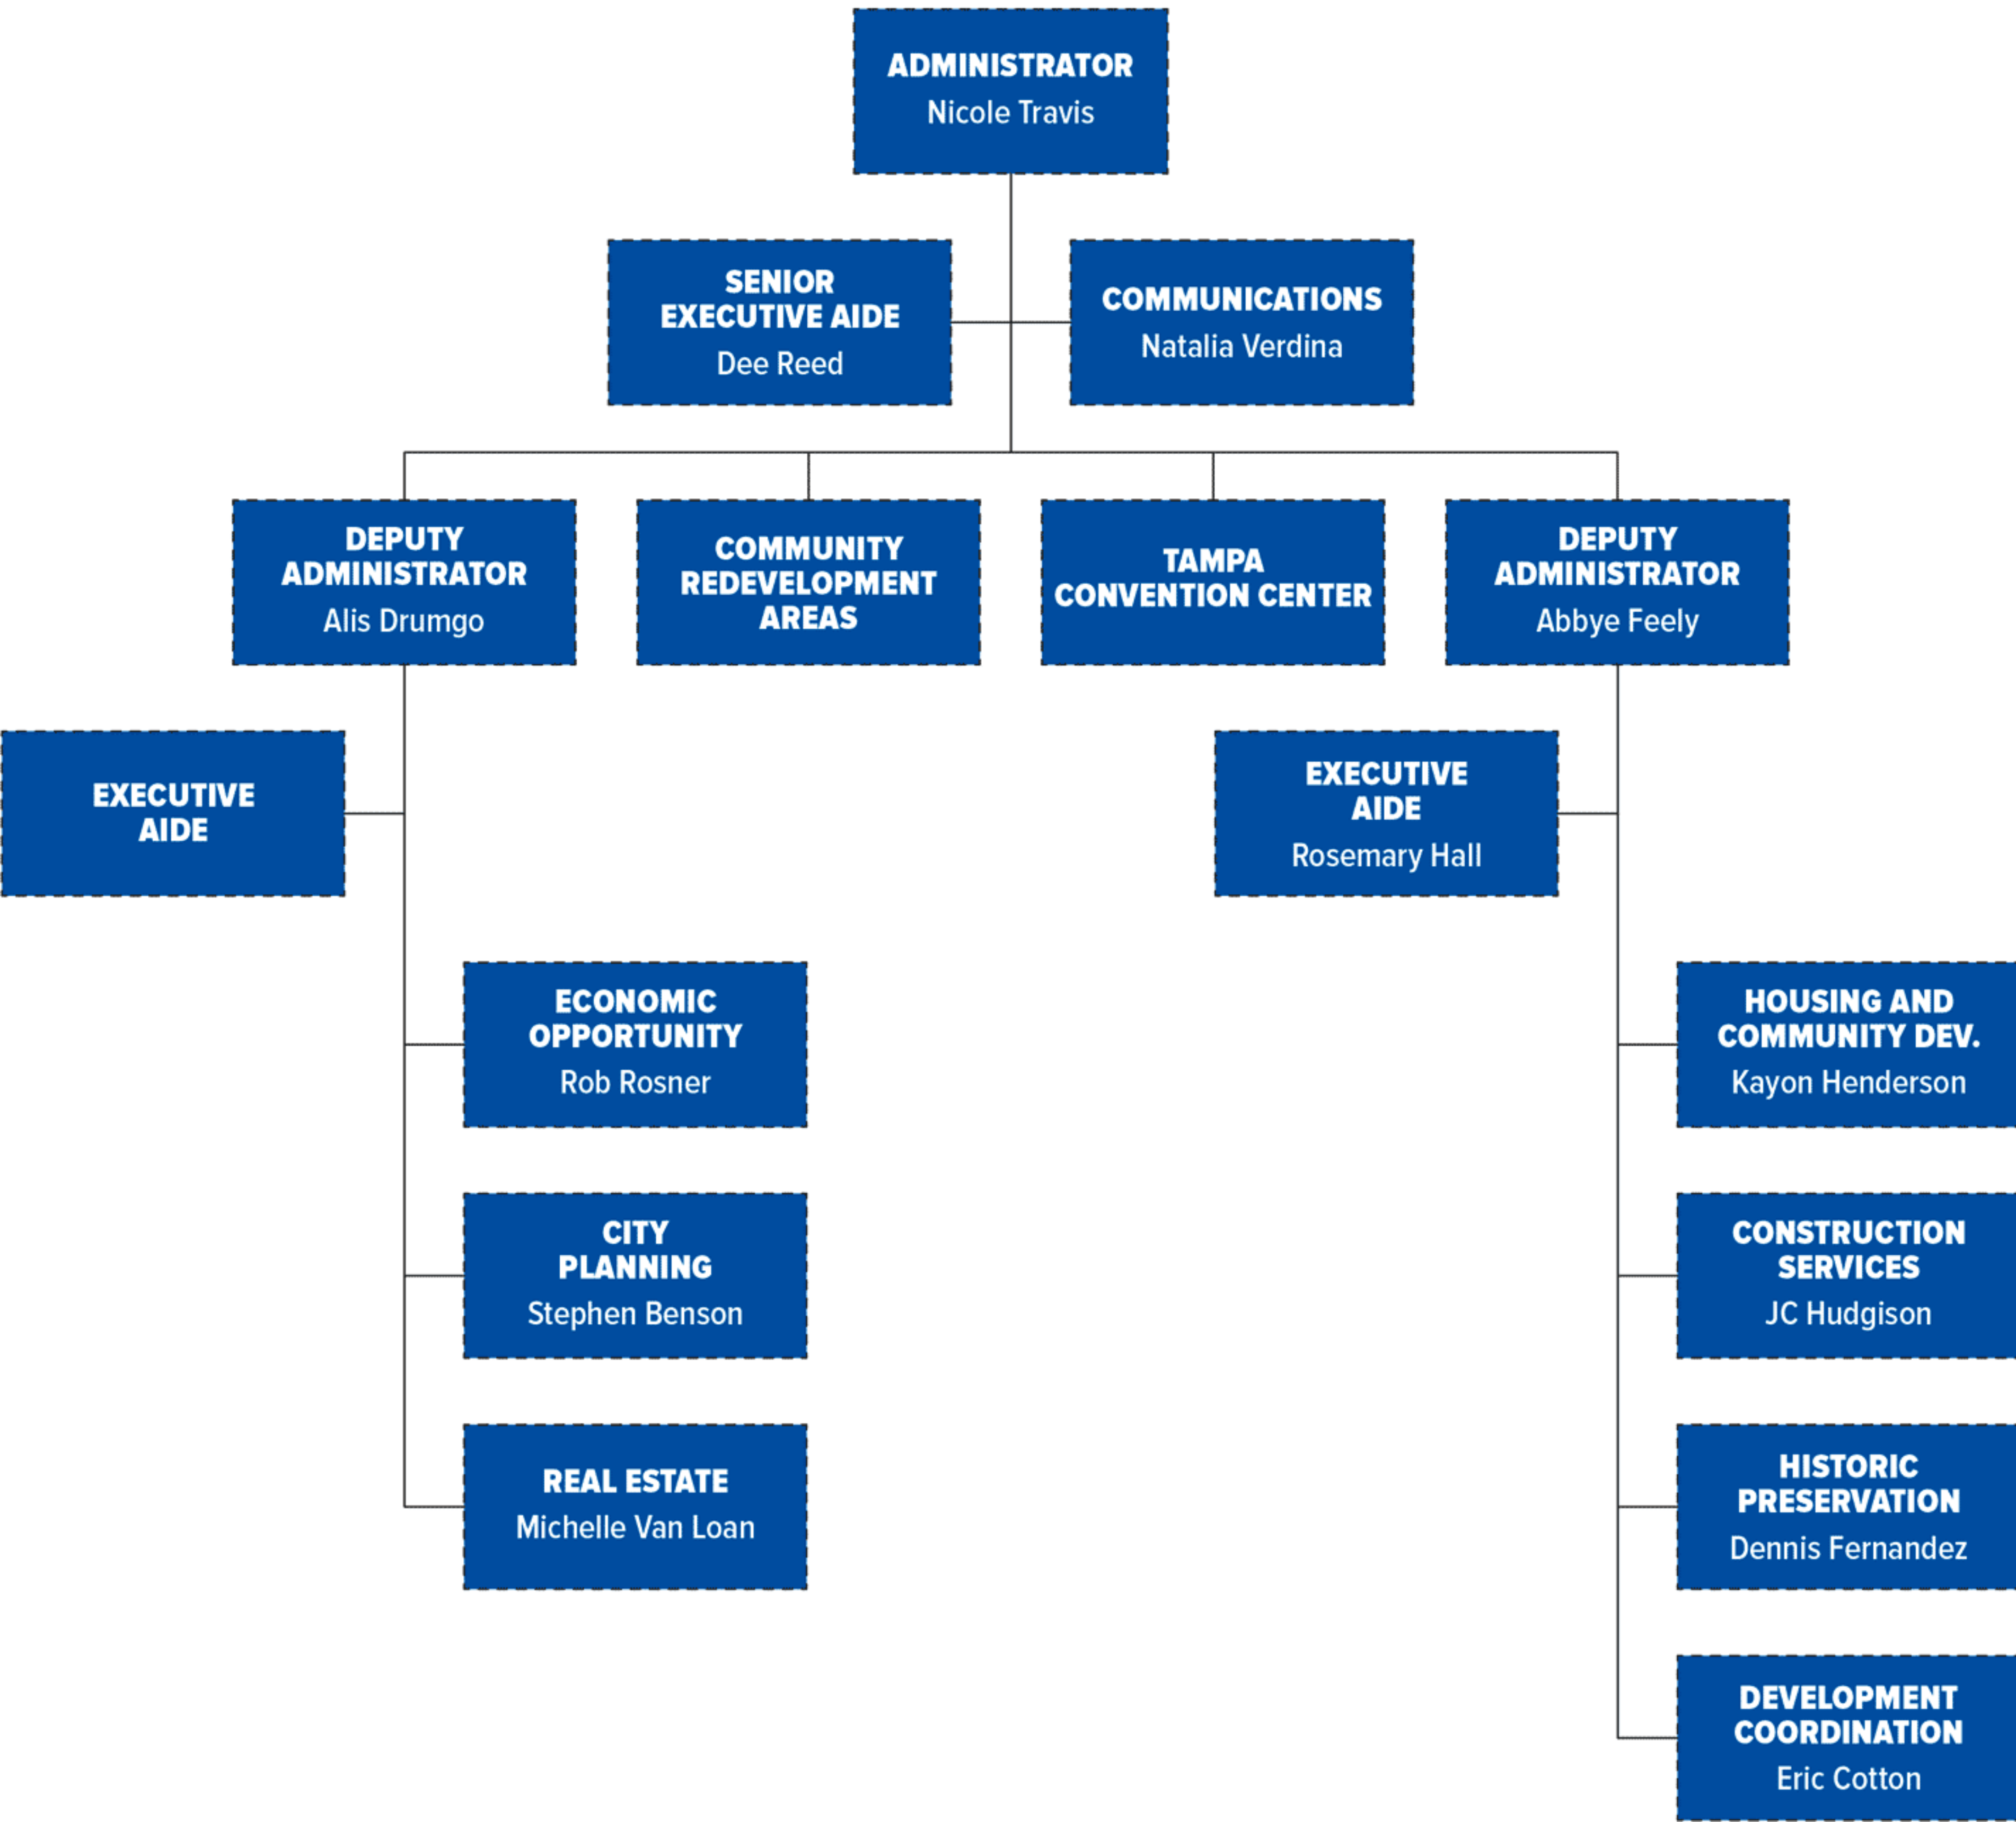 ADMINISTRATOR
Nicole Travis
SENIOR
EXECUTIVE AIDE
Dee Reed
COMMUNICATIONS
Natalia Verdina
DEPUTY
ADMINISTRATOR
Alis Drumgo
COMMUNITY
REDEVELOPMENT
AREAS
TAMPA
CONVENTION CENTER
DEPUTY
ADMINISTRATOR
Abbye Feely
EXECUTIVE
AIDE
EXECUTIVE
AIDE
Rosemary Hall
ECONOMIC
OPPORTUNITY
Rob Rosner
HOUSING AND
COMMUNITY DEV.
Kayon Henderson
CITY
PLANNING
Stephen Benson
CONSTRUCTION
SERVICES
JC Hudgison
REAL ESTATE
Michelle Van Loan
HISTORIC
PRESERVATION
Dennis Fernandez
DEVELOPMENT
COORDINATION
Eric Cotton